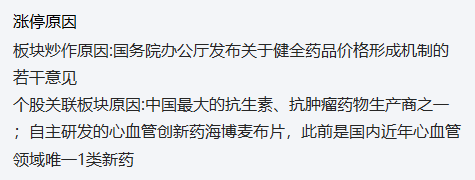 涨停原因
板块炒作原因:国务院办公厅发布关于健全药品价格形成机制的
若干意见
个股关联板块原因:中国最大的抗生素、抗肿瘤药物生产商之一
；自主研发的心血管创新药海博麦布片，此前是国内近年心血管
领域唯一1类新药